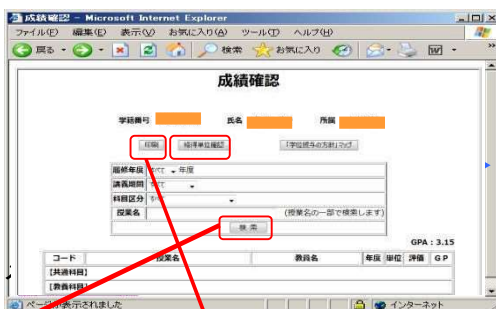 成績確認 - Microsoft Internet Explorer
ファイル(F) 編集(E) 表示(V) お気に入り(A) ツール(T) ヘルプ(H)
戻る 検索 お気に入り
成績確認
学籍番号 氏名 所属
印刷 修得単位確認 「学位授与の方針」マップ
履修年度 すべて 年度
講義期間 すべて
科目区分 すべて
授業名 (授業名の一部で検索します)
検 索
GPA : 3.15
コード 授業名 教員名 年度 単位 評価 G P
【共通科目】
【教養科目】
ページが表示されました インターネット